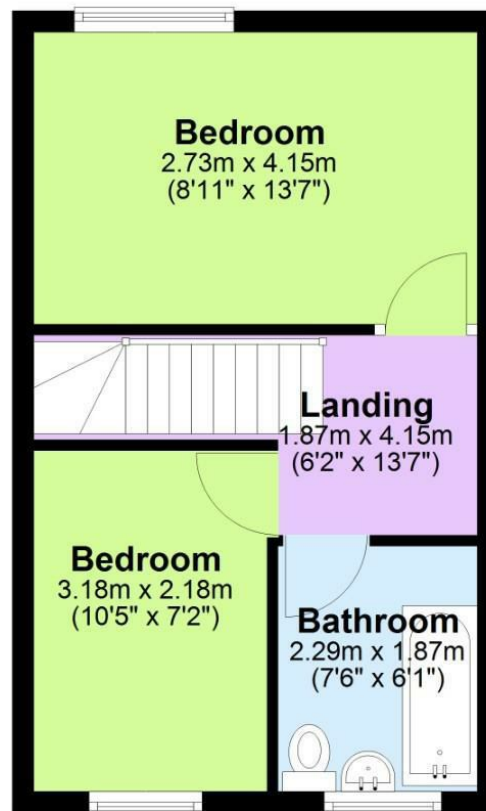 Bedroom
2.73m x 4.15m
(8'11" x 13'7")
Landing
1.87m x 4.15m
(6'2" x 13'7")
Bedroom
3.18m x 2.18m
(10'5" x 7'2")
Bathroom
2.29m x 1.87m
(7'6" x 6'1")